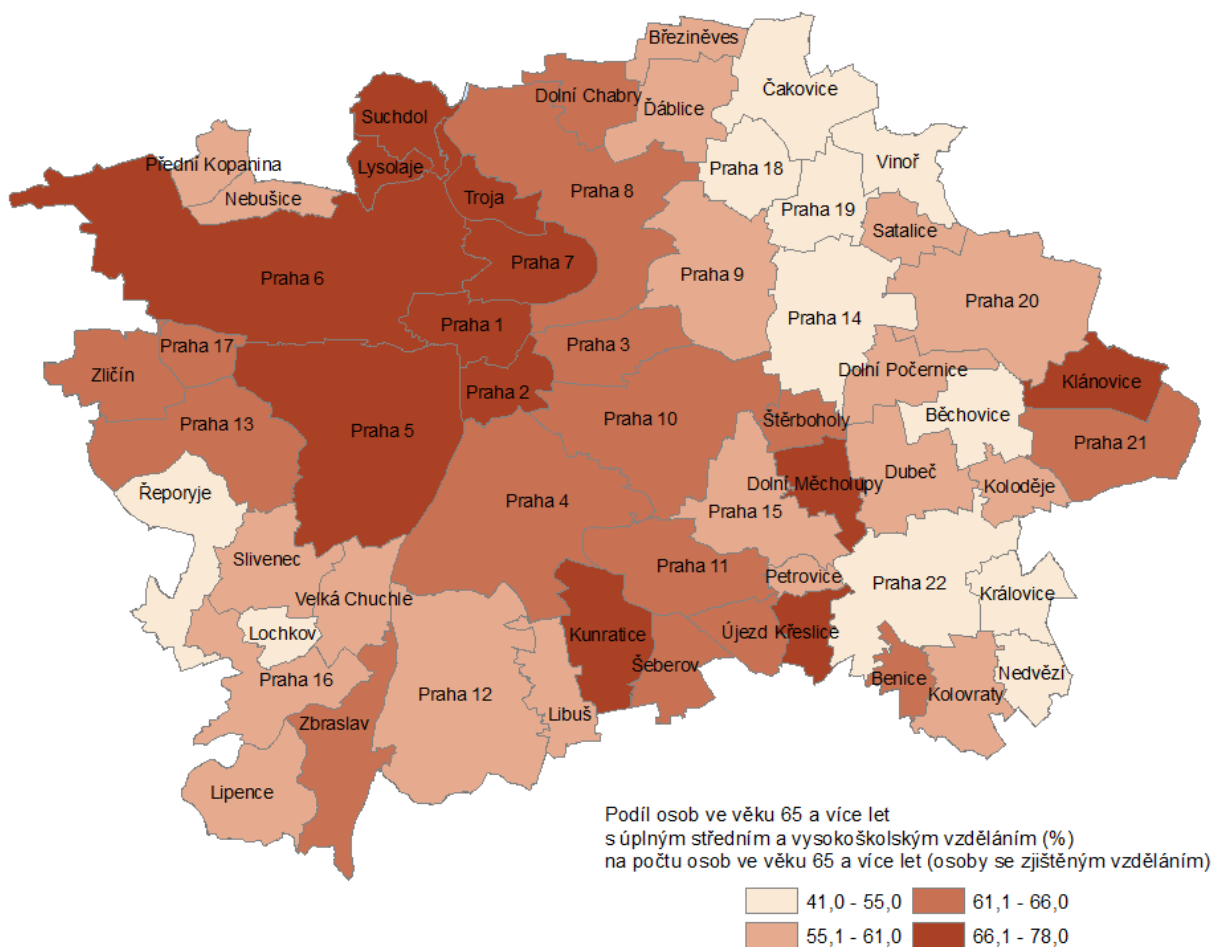 Březiněves
Čakovice
Dolní Chabry
Ďáblice
Suchdol
Přední Kopanina
Lysolaje
Praha 18
Vinoř
Nebušice
Troja
Praha 8
Praha 19
Satalice
Praha 6
Praha 7
Praha 9
Praha 20
Praha 1
Praha 14
Praha 17
Praha 3
Zličín
Dolní Počernice
Klánovice
Praha 2
Běchovice
Praha 13
Praha 5
Praha 10
Štěrboholy
Praha 21
Řeporyje
Dubeč
Dolní Měcholupy
Koloděje
Praha 4
Praha 15
Slivenec
Praha 11
Petrovice
Praha 22
Velká Chuchle
Královice
Lochkov
Kunratice
Újezd
Křeslice
Šeberov
Benice
Nedvězí
Praha 16
Praha 12
Kolovraty
Zbraslav
Libuš
Lipence
Podíl osob ve věku 65 a více let
s úplným středním a vysokoškolským vzděláním (%)
na počtu osob ve věku 65 a více let (osoby se zjištěným vzděláním)
41,0 - 55,0
61,1 - 66,0
55,1 - 61,0
66,1 - 78,0